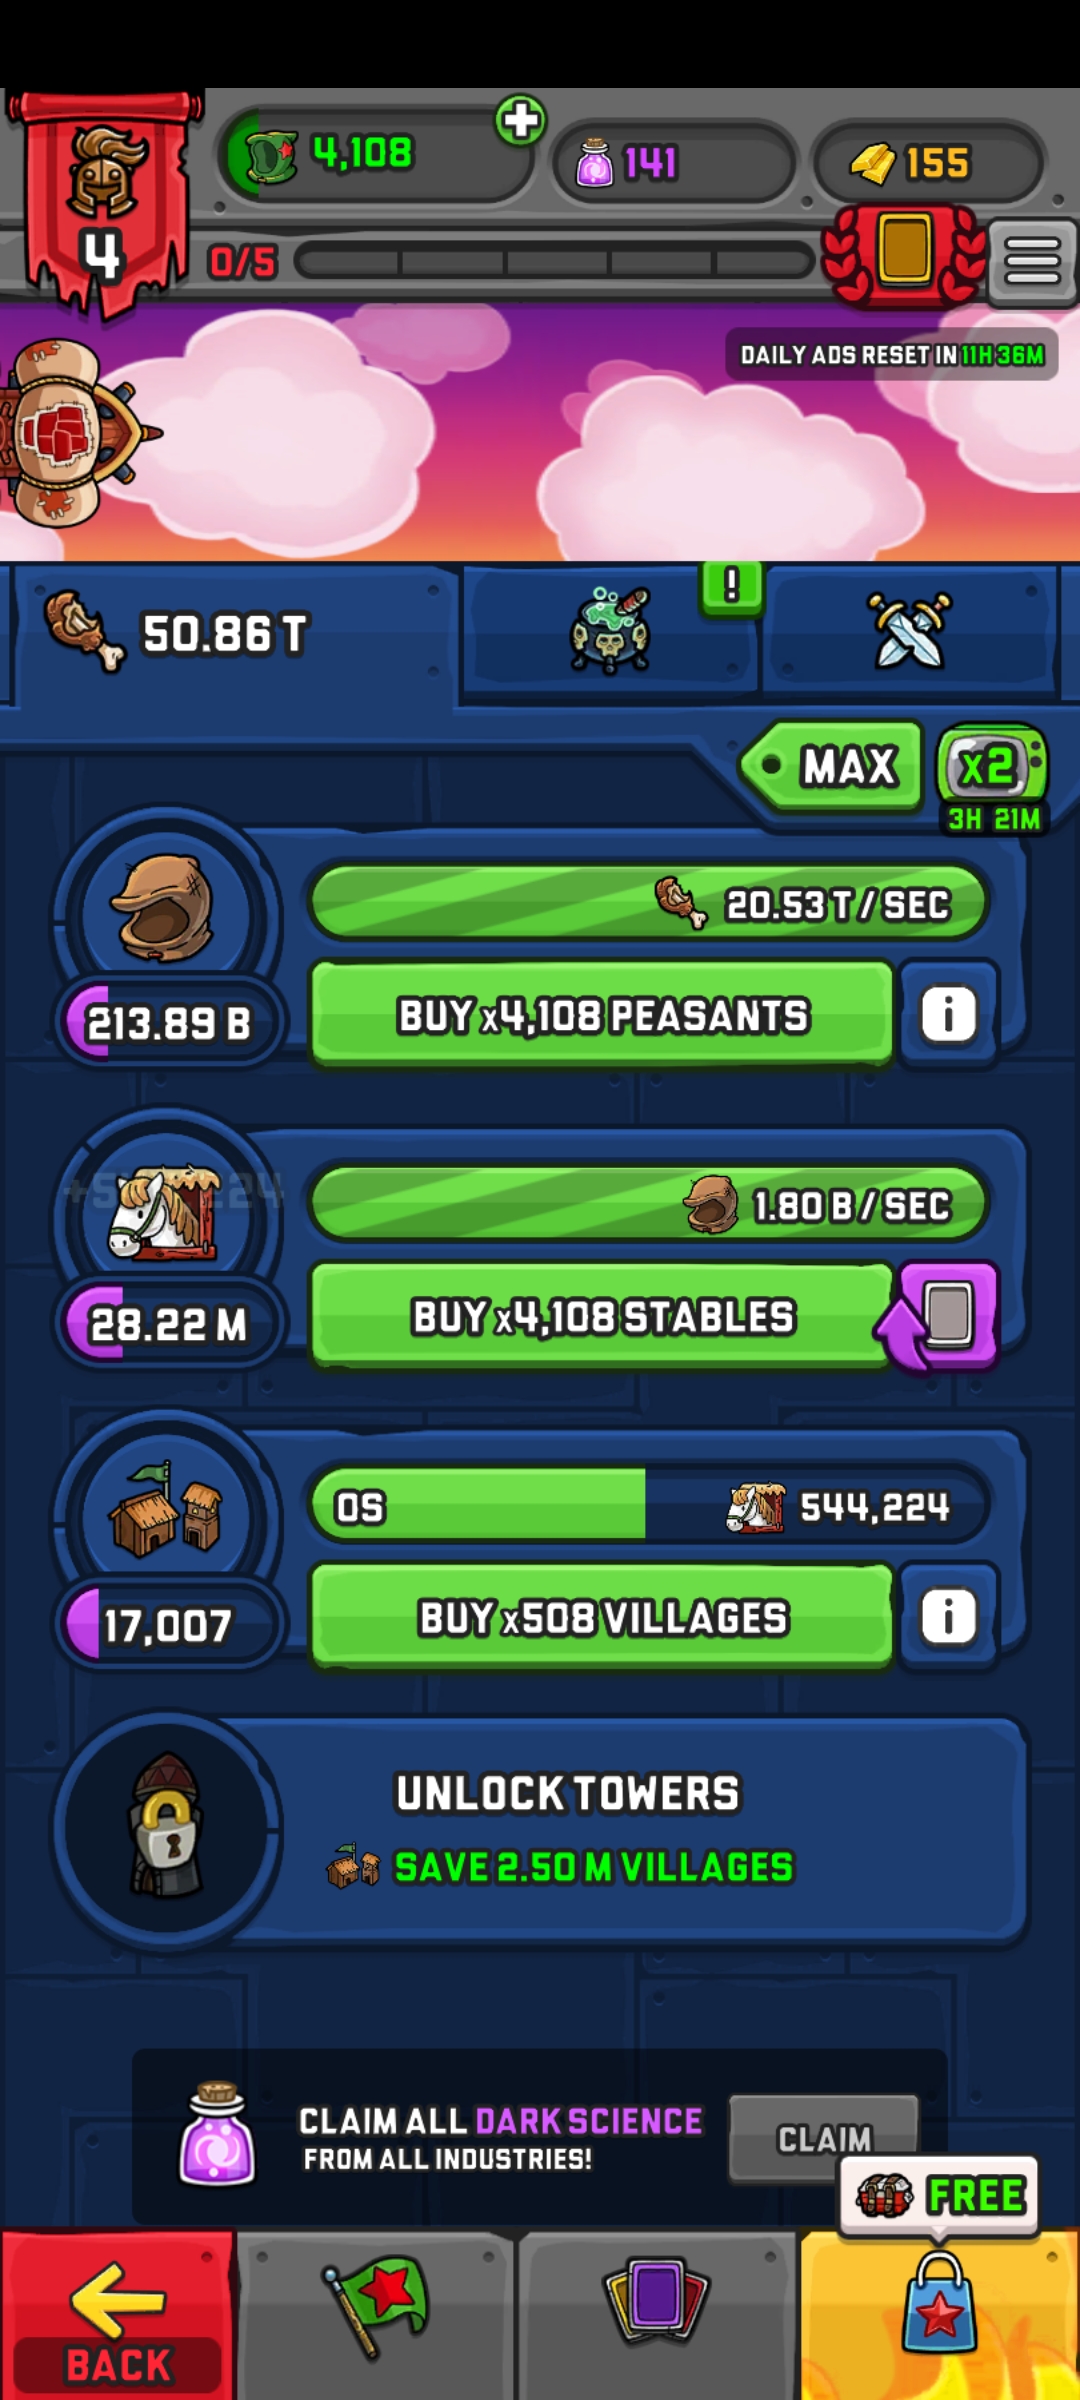 4,108
141
155
4
0/5
DAILY ADS RESET IN 11H 36M
50.86 T
!
MAX
x2
3H 21M
20.53 T / SEC
213.89 B
BUY x4,108 PEASANTS
i
1.80 B / SEC
28.22 M
BUY x4,108 STABLES
0S
544,224
17,007
BUY x508 VILLAGES
i
UNLOCK TOWERS
SAVE 2.50 M VILLAGES
CLAIM ALL DARK SCIENCE
FROM ALL INDUSTRIES!
CLAIM
FREE
BACK